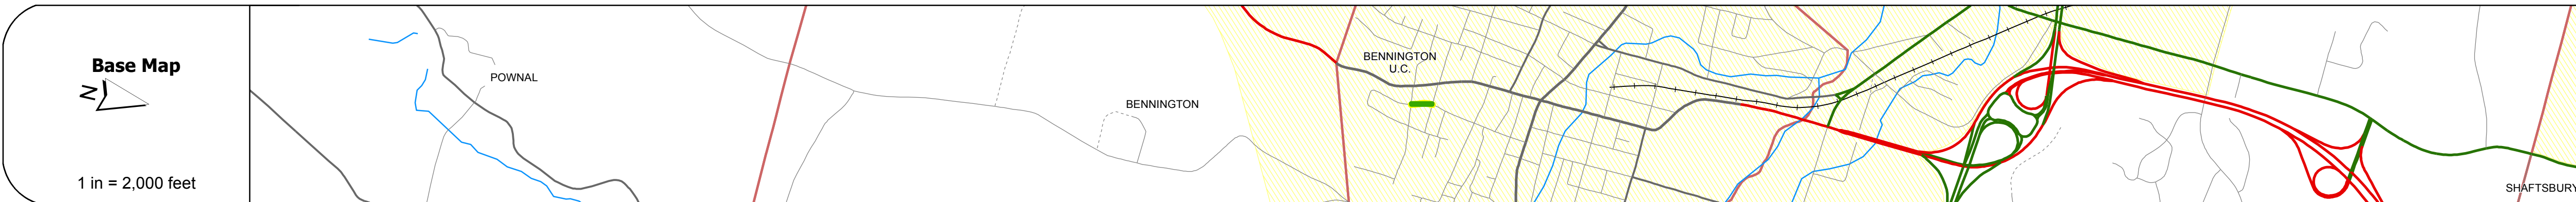 Base Map
N
1 in = 2,000 feet
POWNAL
BENNINGTON
BENNINGTON
U.C.
SHAFTSBURY